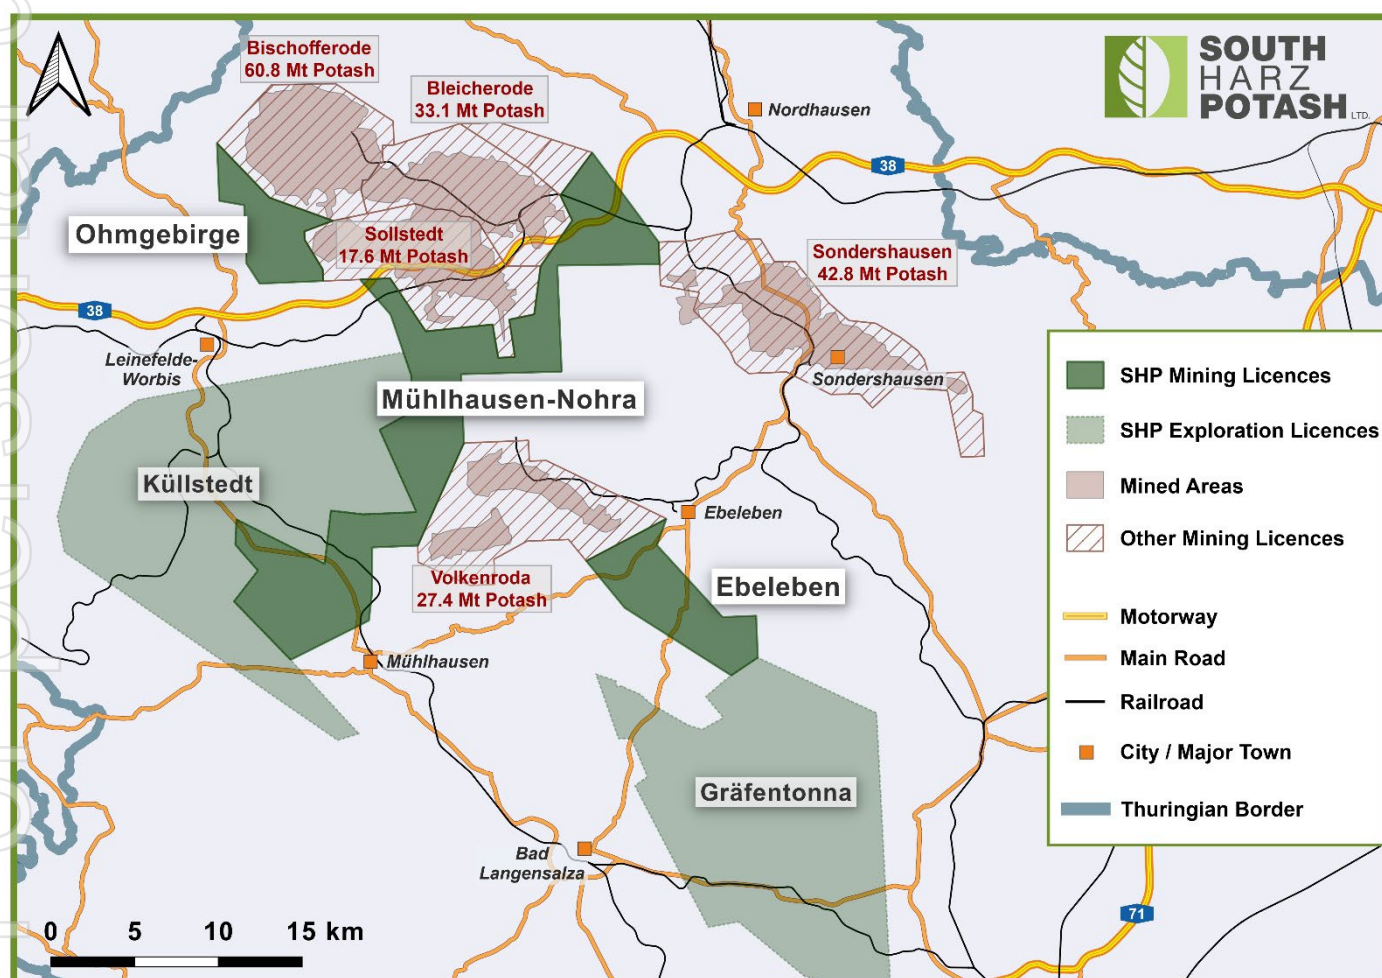 Bischofferode
60.8 Mt Potash
Bleicherode
33.1 Mt Potash
SOUTH
HARZ
POTASH LTD.
Nordhausen
38
Ohmgebirge
Sollstedt
17.6 Mt Potash
Sondershausen
42.8 Mt Potash
38
Leinefelde-
Worbis
Sondershausen
Mühlhausen-Nohra
Küllstedt
Ebeleben
Volkenroda
27.4 Mt Potash
Ebeleben
Mühlhausen
Gräfentonna
Bad
Langensalza
71
0 5 10 15 km
SHP Mining Licences
SHP Exploration Licences
Mined Areas
Other Mining Licences
Motorway
Main Road
Railroad
City / Major Town
Thuringian Border